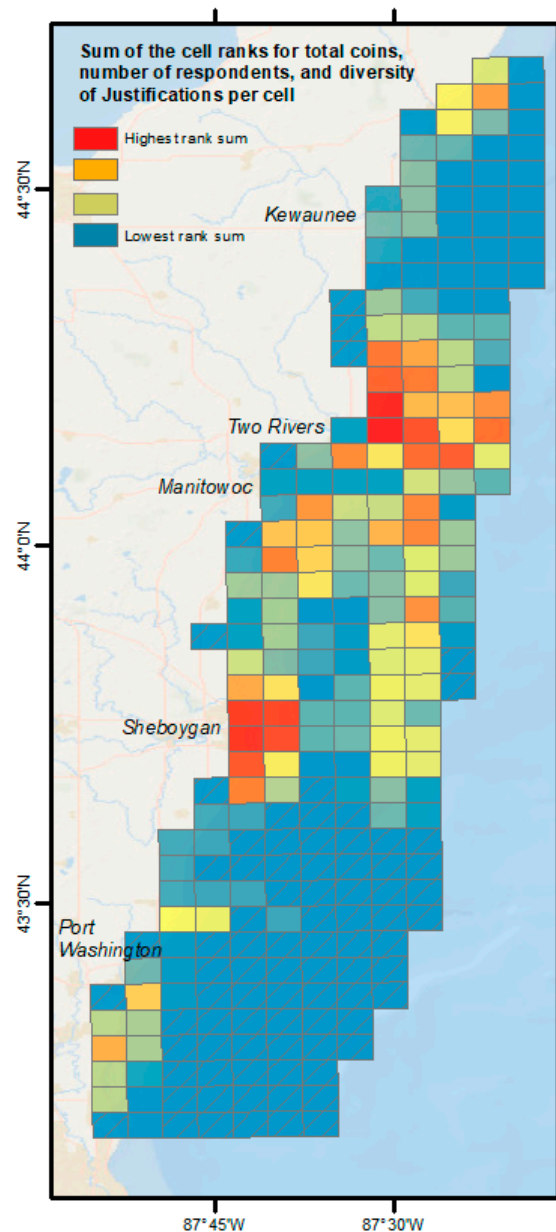 Sum of the cell ranks for total coins,
number of respondents, and diversity
of Justifications per cell
Highest rank sum
Lowest rank sum
44°30'N
Kewaunee
Two Rivers
Manitowoc
44°0'N
Sheboygan
43°30'N
Port
Washington
87°45'W
87°30'W